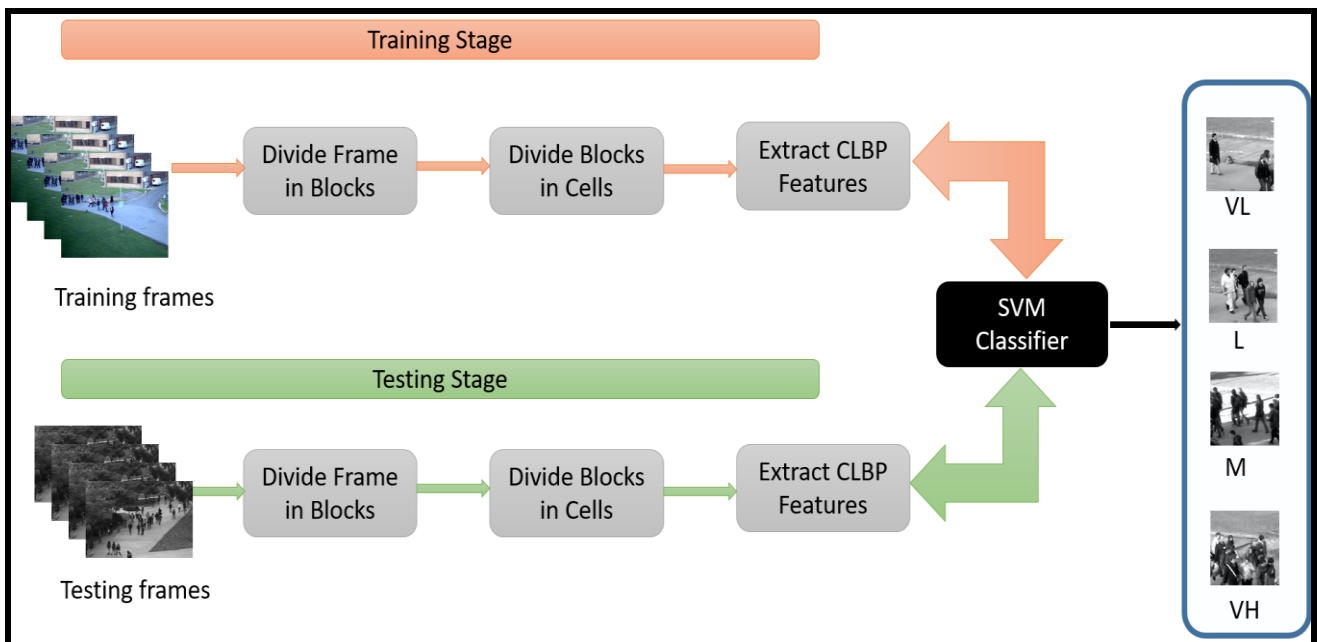 Training Stage
Divide Frame
in Blocks
Divide Blocks
in Cells
Extract CLBP
Features
Training frames
SVM
Classifier
Testing Stage
Divide Frame
in Blocks
Divide Blocks
in Cells
Extract CLBP
Features
Testing frames
VL
L
M
VH